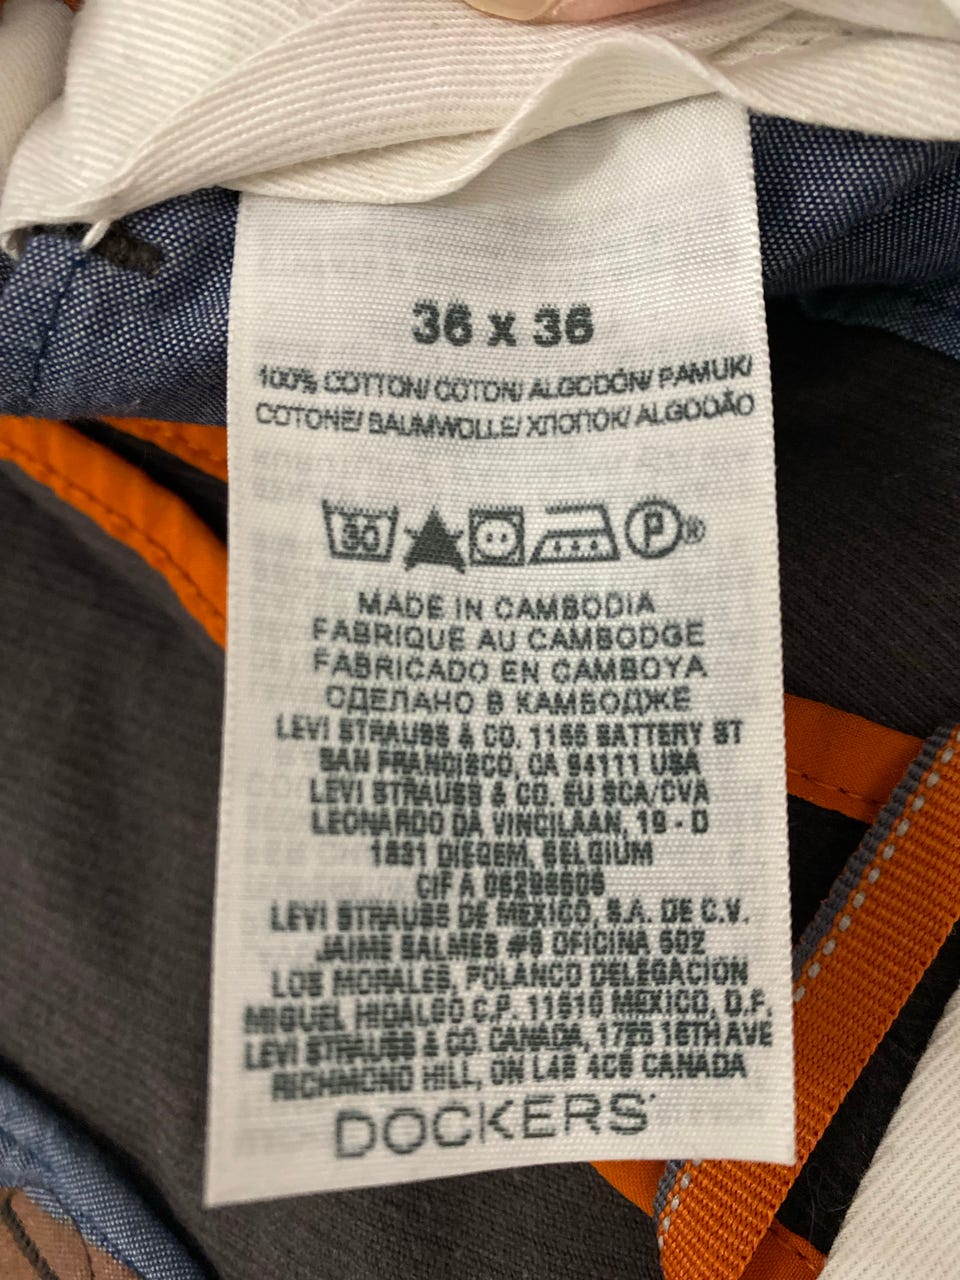 36 x 36
100% COTTON/ COTON/ ALGODÓN/ PAMUK/
COTONE/ BAUMWOLLE/ ХЛОПОК/ ALGODÃO
30
P®
MADE IN CAMBODIA
FABRIQUE AU CAMBODGE
FABRICADO EN CAMBOYA
СДЕЛАНО В КАМБОДЖЕ
LEVI STRAUSS & CO. 1155 BATTERY ST
SAN FRANCISCO, CA 94111 USA
LEVI STRAUSS & CO. EU SCA/CVA
LEONARDO DA VINCILAAN, 19 - D
1831 DIEGEM, BELGIUM
CIF A
LEVI STRAUSS DE MEXICO, S.A. DE C.V.
JAIME BALMES #8 OFICINA 602
LOS MORALES, POLANCO DELEGACION
MIGUEL HIDALGO C.P. 11510 MEXICO, D.F.
LEVI STRAUSS & CO. CANADA, 1725 16TH AVE
RICHMOND HILL, ON L4B 4C6 CANADA
DOCKERS